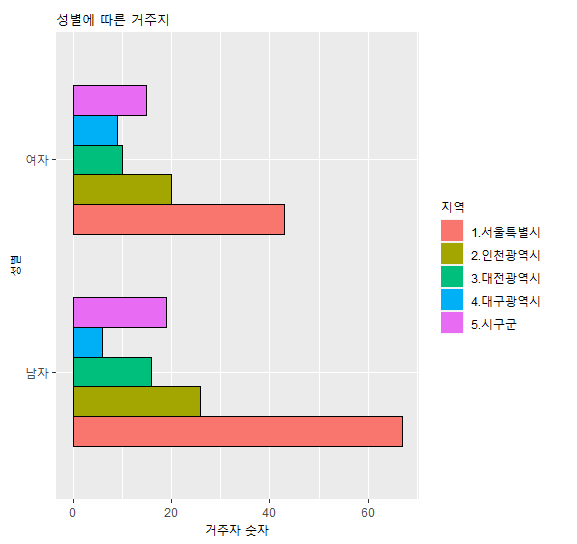 성별에 따른 거주지
여자
남자
성별
0 20 40 60
거주자 숫자
지역
1.서울특별시
2.인천광역시
3.대전광역시
4.대구광역시
5.시구군